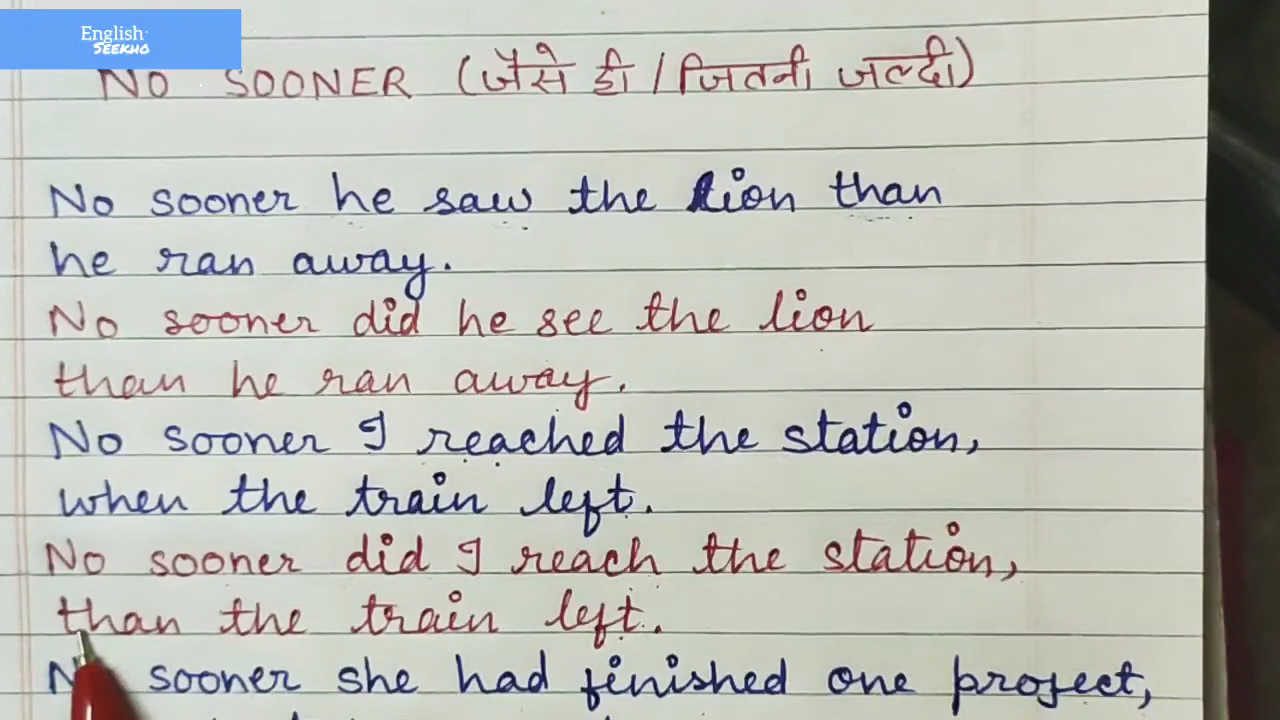 English
SEEKHO
NO SOONER (जैसे ही / जितनी जल्दी)
No sooner he saw the lion than
he ran away.
No sooner did he see the lion
than he ran away.
No sooner I reached the station,
when the train left.
No sooner did I reach the station,
than the train left.
No sooner she had finished one project,